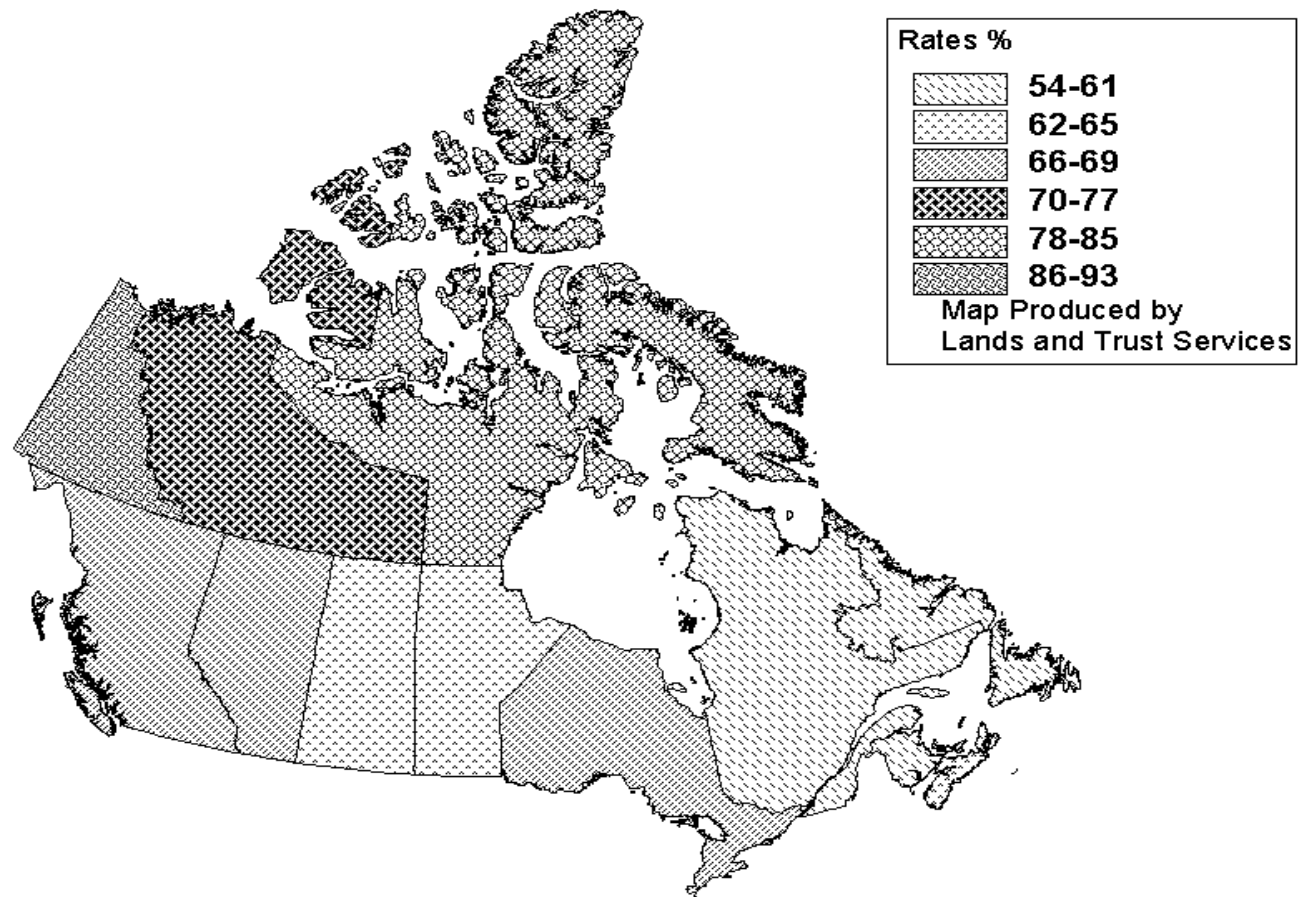 Rates %
54-61
62-65
66-69
70-77
78-85
86-93
Map Produced by
Lands and Trust Services